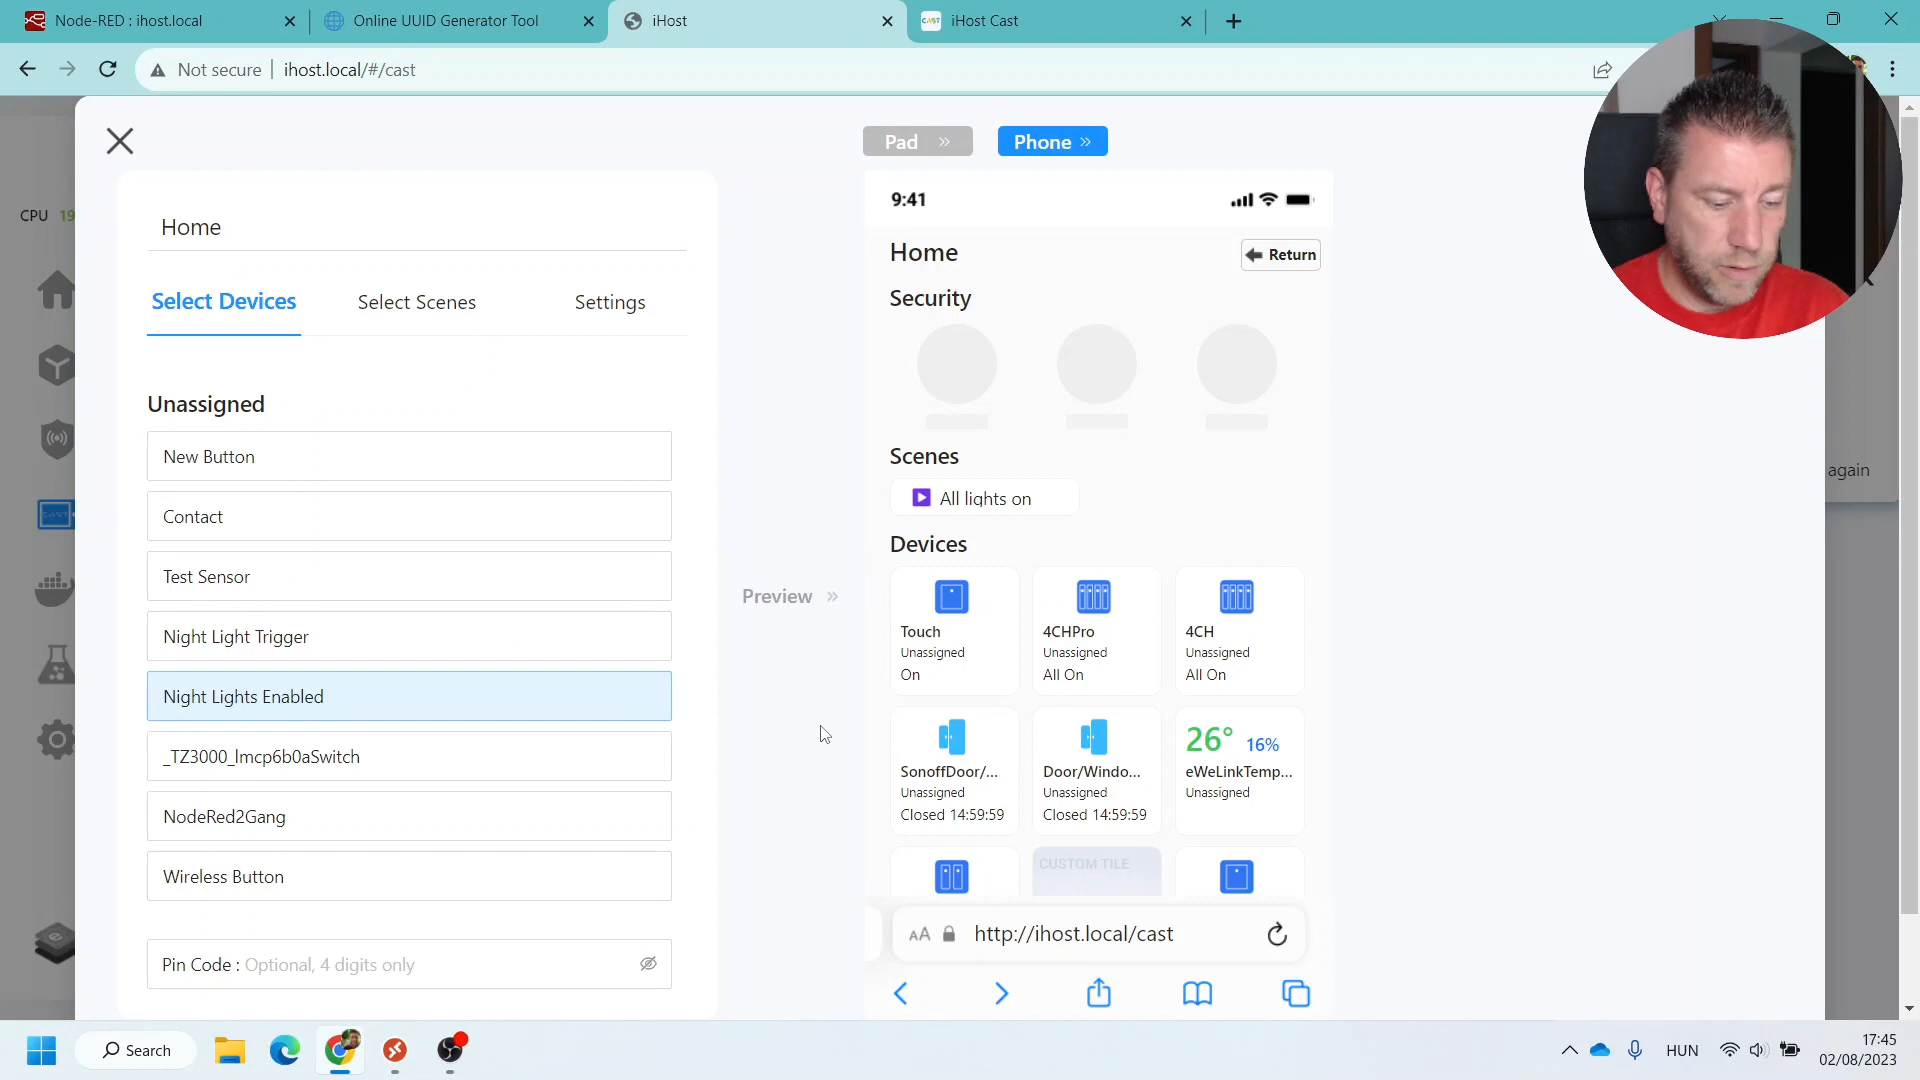 Node-RED : ihost.local
Online UUID Generator Tool
iHost
CAST
iHost Cast
Not secure
ihost.local/#/cast
CPU 19
Pad »
Phone »
Home
Select Devices
Select Scenes
Settings
Unassigned
New Button
Contact
Test Sensor
Night Light Trigger
Night Lights Enabled
_TZ3000_lmcp6b0aSwitch
NodeRed2Gang
Wireless Button
Pin Code : Optional, 4 digits only
CAST
Preview »
9:41
Home
Return
Security
Scenes
All lights on
Devices
Touch
Unassigned
On
4CHPro
Unassigned
All On
4CH
Unassigned
All On
SonoffDoor/...
Unassigned
Closed 14:59:59
Door/Windo...
Unassigned
Closed 14:59:59
26° 16%
eWeLinkTemp...
Unassigned
CUSTOM TILE
AA http://ihost.local/cast
again
Search
HUN
17:45
02/08/2023